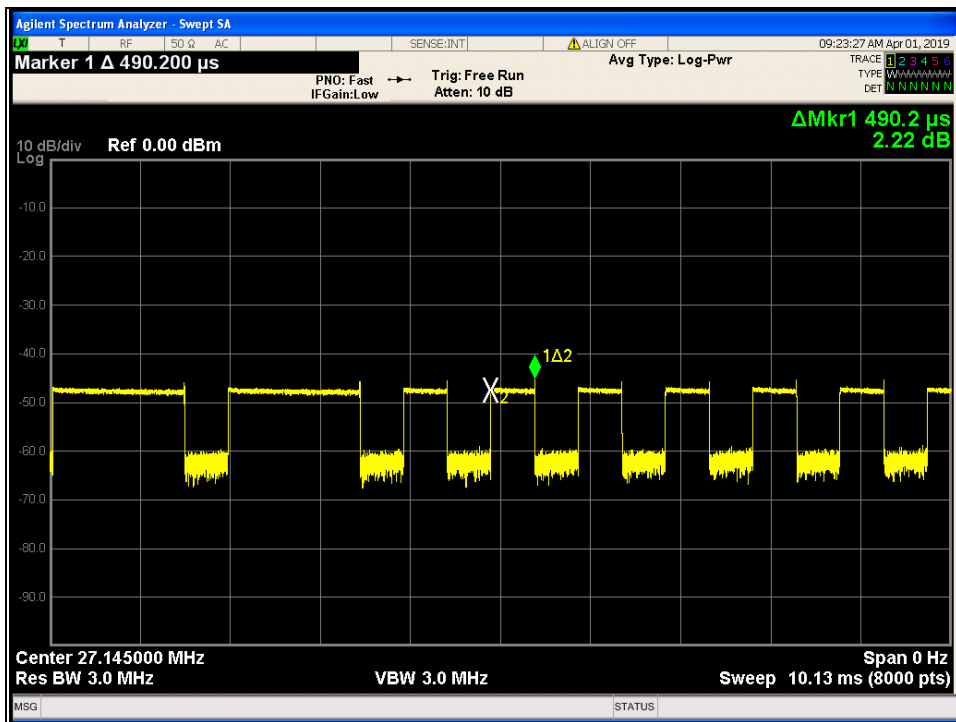 Agilent Spectrum Analyzer - Swept SA
LXI T RF 50 Ω AC SENSE:INT ALIGN OFF 09:23:27 AM Apr 01, 2019
Marker 1 Δ 490.200 µs
PNO: Fast Trig: Free Run Avg Type: Log-Pwr TRACE 1 2 3 4 5 6
IFGain:Low Atten: 10 dB TYPE WWWWWW
DET N N N N N N
ΔMkr1 490.2 µs
2.22 dB
10 dB/div Ref 0.00 dBm
Log
-10.0
-20.0
-30.0
-40.0
1Δ2
X2
-50.0
-60.0
-70.0
-80.0
-90.0
Center 27.145000 MHz Span 0 Hz
Res BW 3.0 MHz VBW 3.0 MHz Sweep 10.13 ms (8000 pts)
MSG STATUS